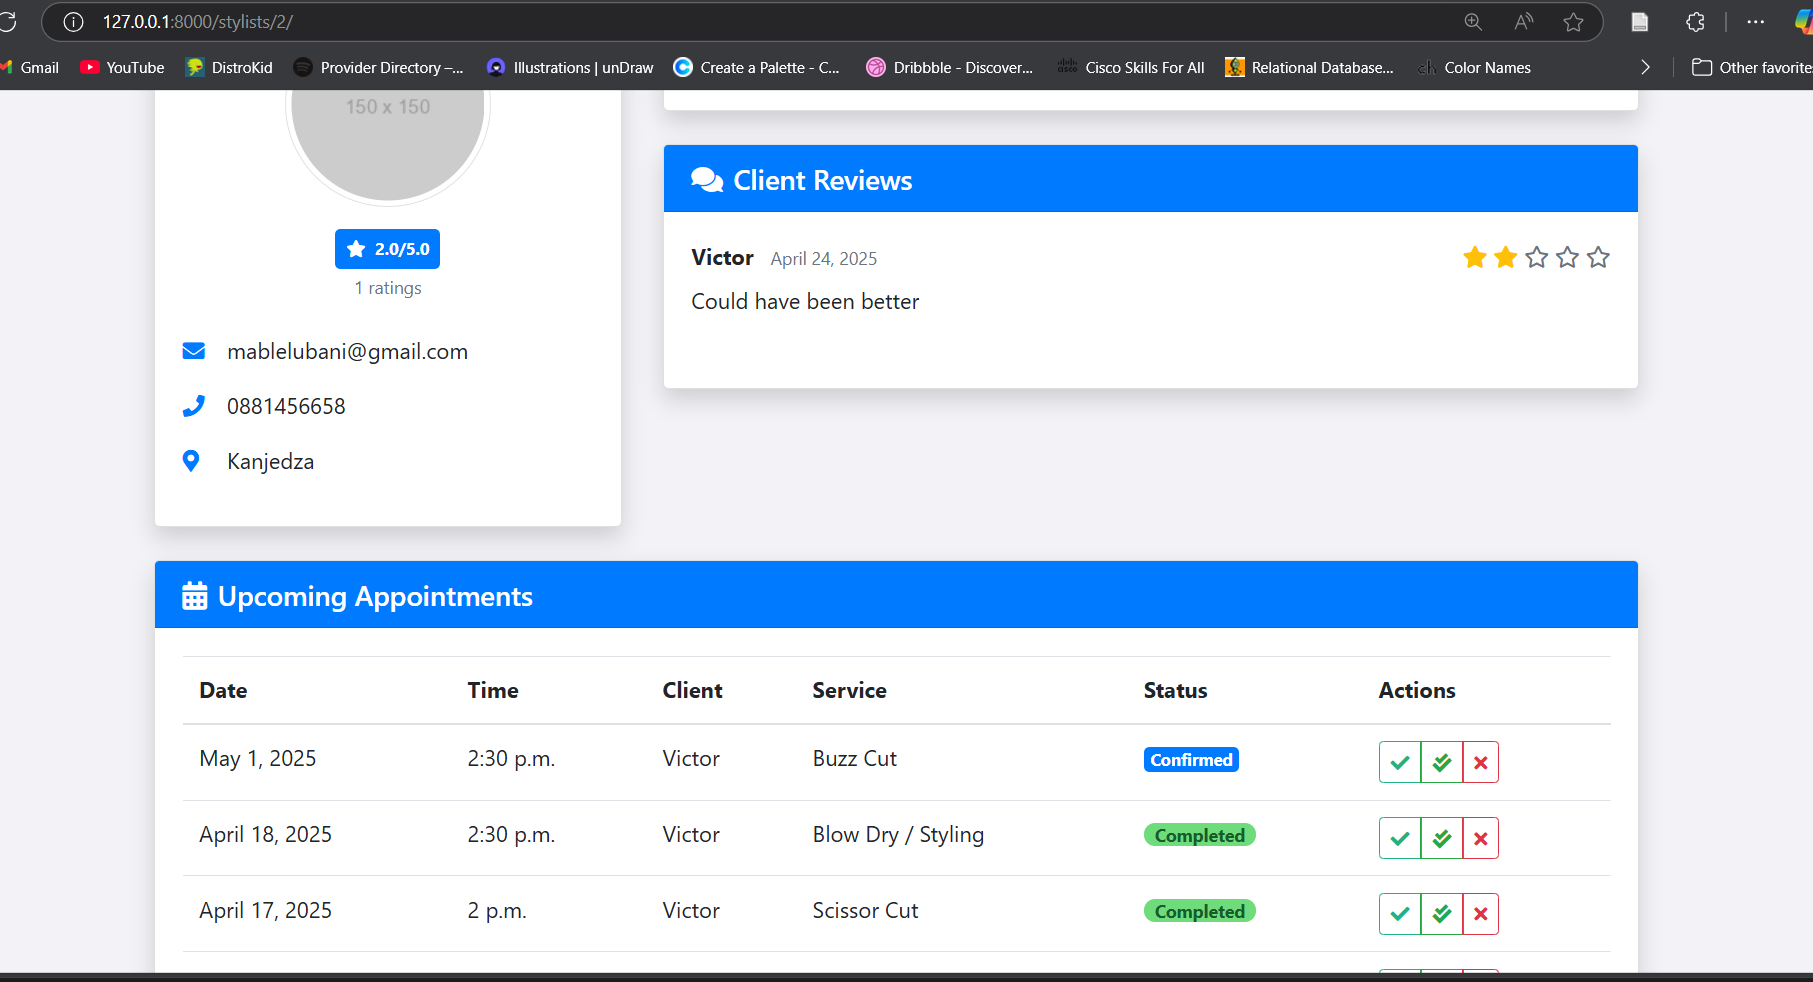 127.0.0.1:8000/stylists/2/
Gmail YouTube DistroKid Provider Directory –... Illustrations | unDraw Create a Palette - C... Dribbble - Discover... Cisco Skills For All Relational Database... ch Color Names Other favorite
150 x 150
2.0/5.0
1 ratings
mablelubani@gmail.com
0881456658
Kanjedza
Client Reviews
Victor April 24, 2025
Could have been better
Upcoming Appointments
Date Time Client Service Status Actions
May 1, 2025 2:30 p.m. Victor Buzz Cut Confirmed
April 18, 2025 2:30 p.m. Victor Blow Dry / Styling Completed
April 17, 2025 2 p.m. Victor Scissor Cut Completed